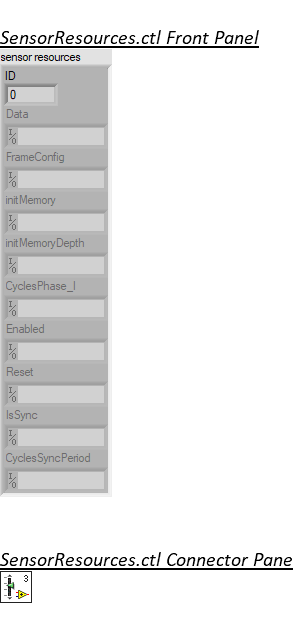 SensorResources.ctl Front Panel
sensor resources
ID
0
Data
FrameConfig
initMemory
initMemoryDepth
CyclesPhase_I
Enabled
Reset
IsSync
CyclesSyncPeriod
SensorResources.ctl Connector Pane
3